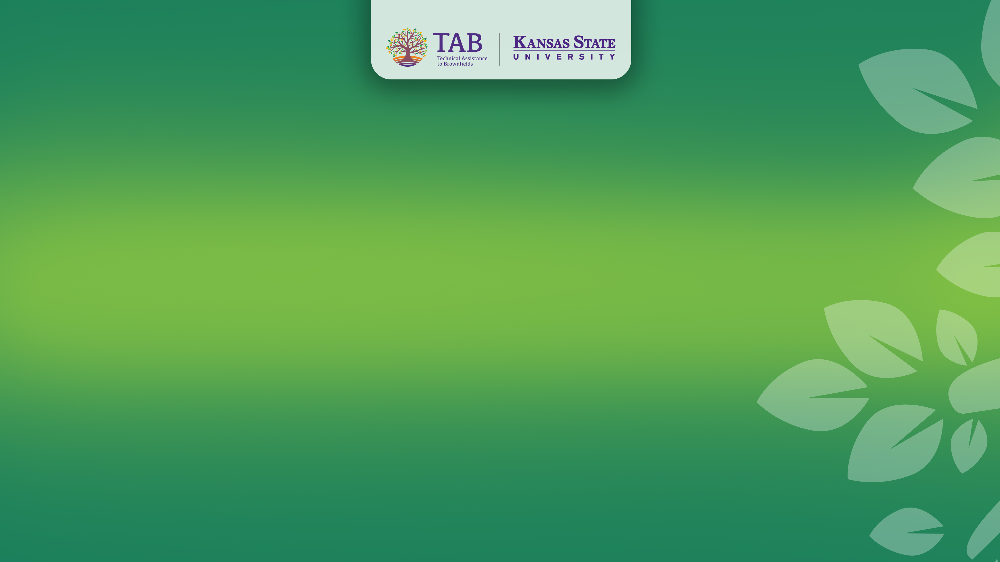 TAB
Technical Assistance
to Brownfields
KANSAS STATE
UNIVERSITY